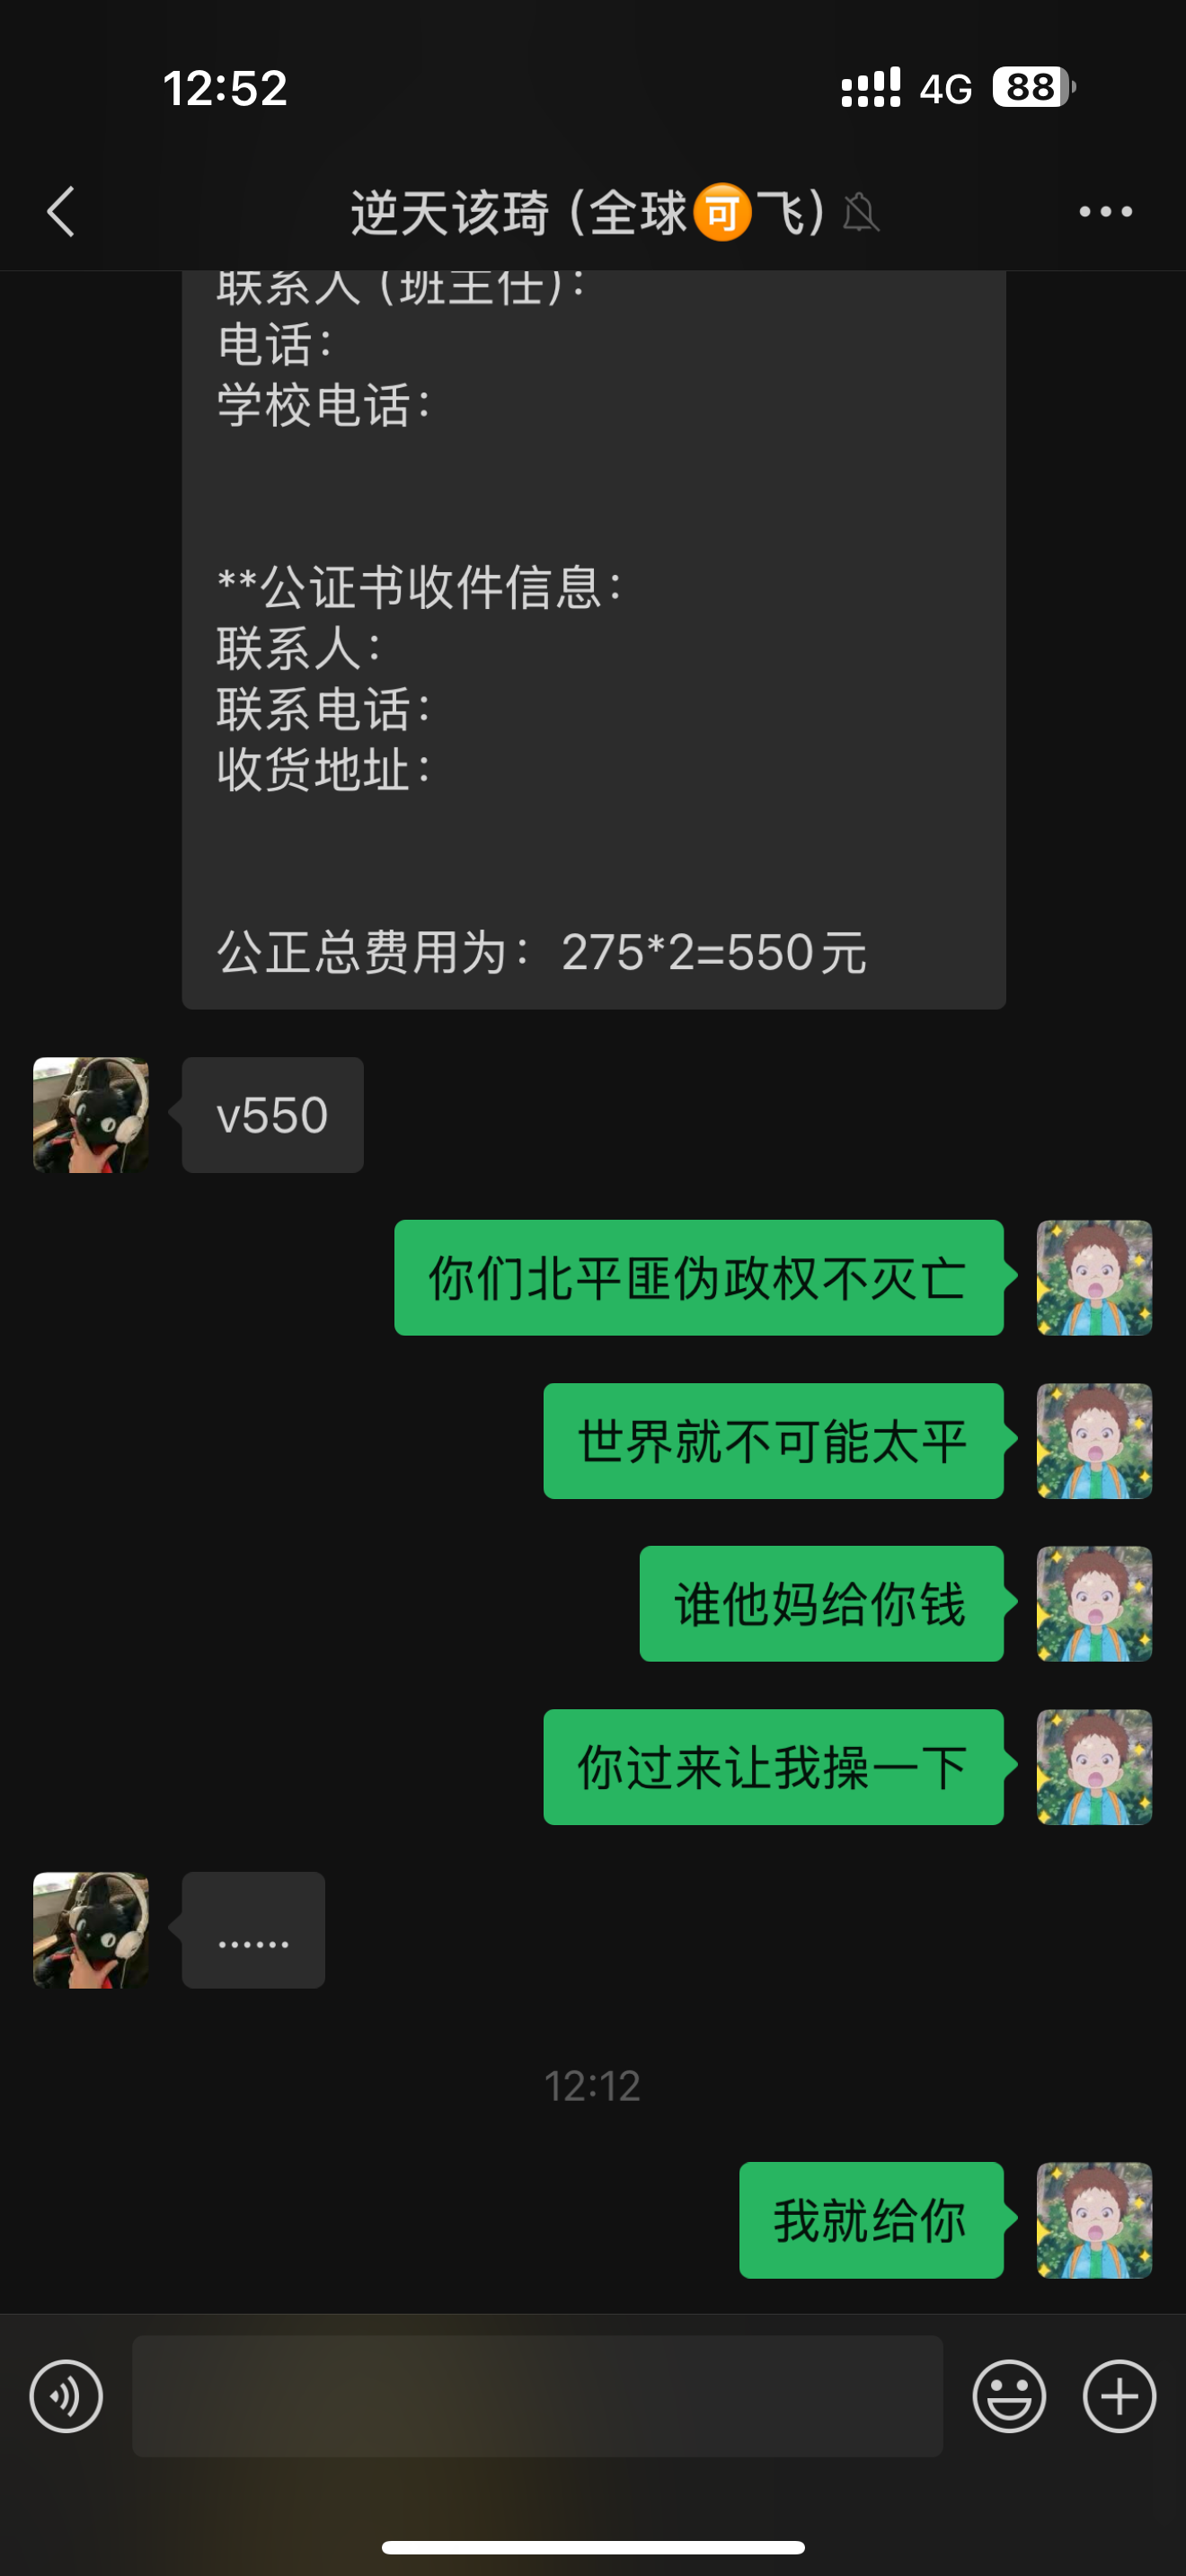 12:52
4G 88
逆天该琦（全球🉑飞）
联系人（班主任）：
电话：
学校电话：
**公证书收件信息：
联系人：
联系电话：
收货地址：
公正总费用为：275*2=550元
v550
你们北平匪伪政权不灭亡
世界就不可能太平
谁他妈给你钱
你过来让我操一下
......
12:12
我就给你